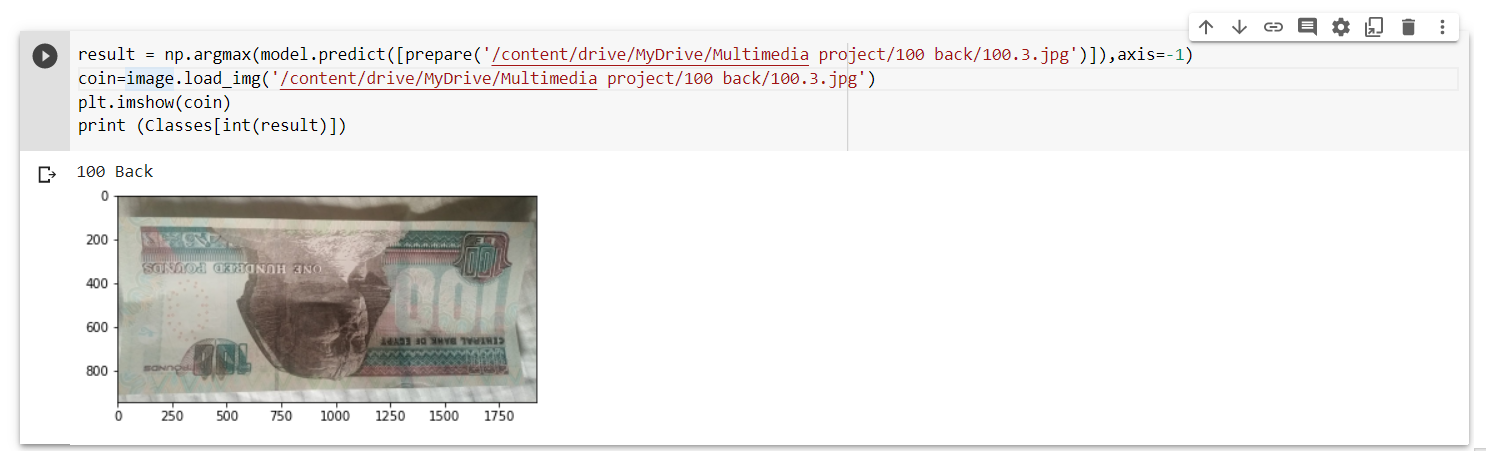 result = np.argmax(model.predict([prepare('/content/drive/MyDrive/Multimedia project/100 back/100.3.jpg')]),axis=-1)
coin=image.load_img('/content/drive/MyDrive/Multimedia project/100 back/100.3.jpg')
plt.imshow(coin)
print (Classes[int(result)])
100 Back
0
200
400
600
800
0 250 500 750 1000 1250 1500 1750
100
ONE HUNDRED POUNDS
100
CENTRAL BANK OF EGYPT
100